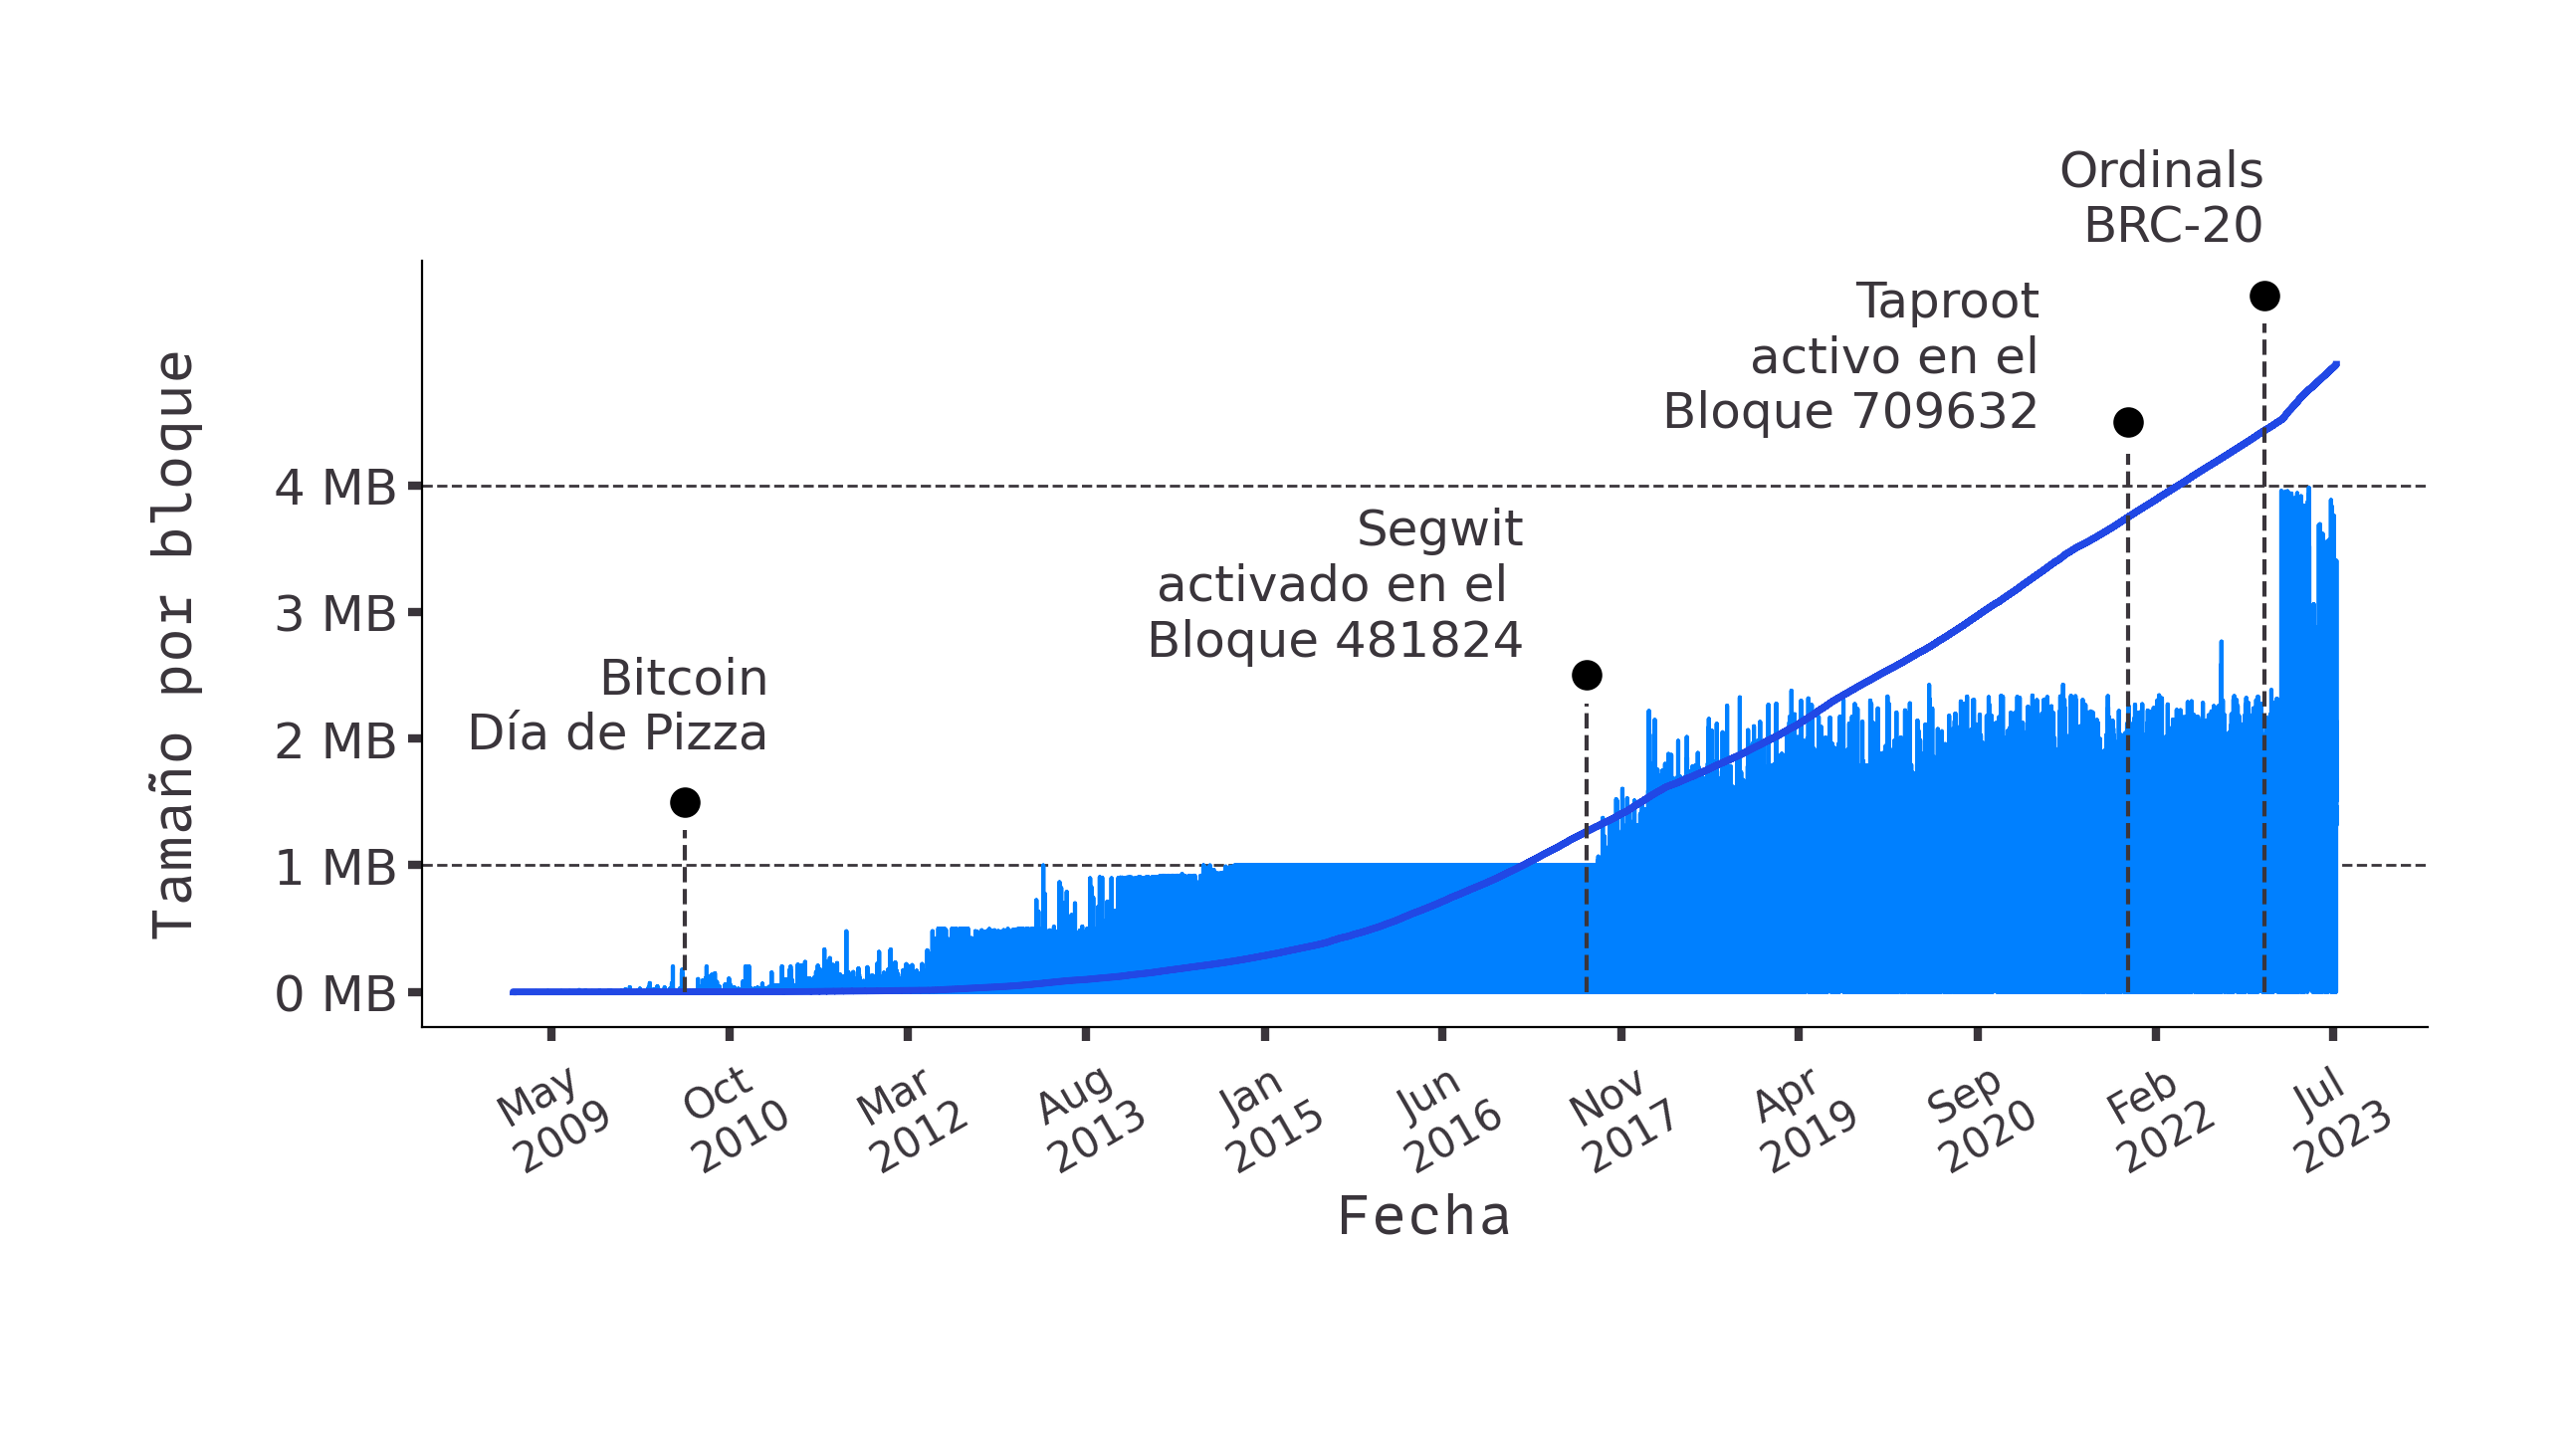 Ordinals
BRC-20
Taproot
activo en el
Bloque 709632
Segwit
activado en el
Bloque 481824
Bitcoin
Día de Pizza
Tamaño por bloque
4 MB
3 MB
2 MB
1 MB
0 MB
May
2009
Oct
2010
Mar
2012
Aug
2013
Jan
2015
Jun
2016
Nov
2017
Apr
2019
Sep
2020
Feb
2022
Jul
2023
Fecha